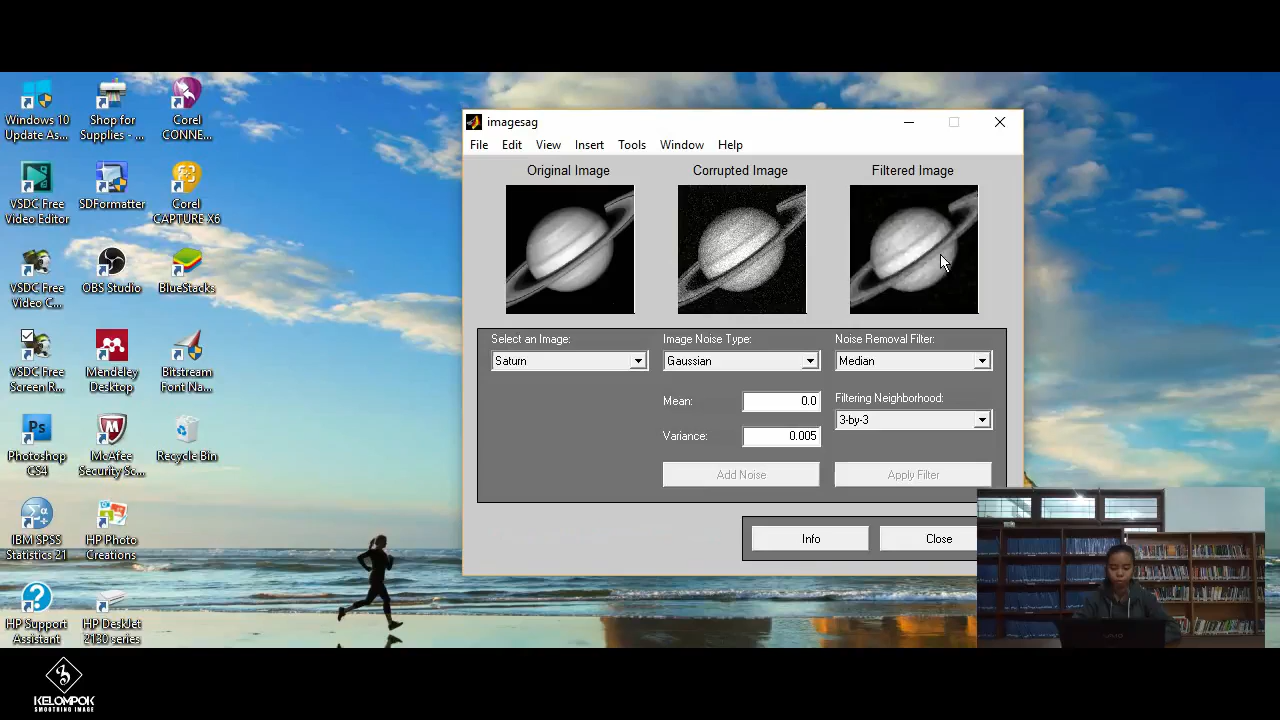 Windows 10
Update As...
Shop for
Supplies - ...
Corel
CONNE...
VSDC Free
Video Editor
SDFormatter
Corel
CAPTURE X6
VSDC Free
Video C...
OBS Studio
BlueStacks
VSDC Free
Screen R...
Mendeley
Desktop
Bitstream
Font Na...
Ps
Photoshop
CS4
McAfee
Security Sc...
Recycle Bin
IBM SPSS
Statistics 21
HP Photo
Creations
HP Support
Assistant
HP DeskJet
2130 series
imagesag
File Edit View Insert Tools Window Help
Original Image Corrupted Image Filtered Image
Select an Image: Image Noise Type: Noise Removal Filter:
Saturn Gaussian Median
Mean: 0.0
Filtering Neighborhood:
3-by-3
Variance: 0.005
Add Noise Apply Filter
Info Close
KELOMPOK
SMOOTHING IMAGE